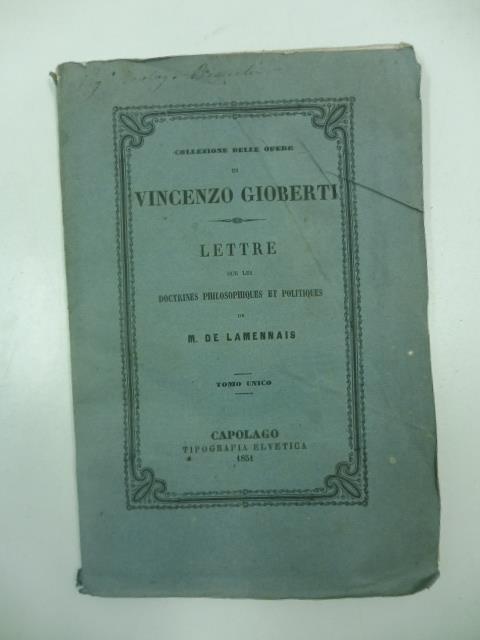 COLLEZIONE DELLE OPERE
DI
VINCENZO GIOBERTI
LETTRE
SUR LES
DOCTRINES PHILOSOPHIQUES ET POLITIQUES
DE
M. DE LAMENNAIS
TOMO UNICO
CAPOLAGO
TIPOGRAFIA ELVETICA
1851